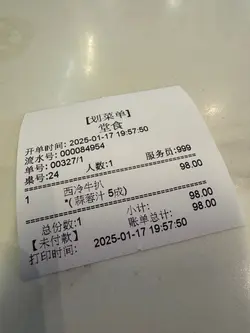 【划菜单】
堂食
开单时间: 2025-01-17 19:57:50
流水号: 000084954
单号: 00327/1
桌号:24 人数:1 服务员:999
1 西冷牛扒 98.00
*(蒜蓉汁 5成)
总份数:1 小计: 98.00
【未付款】 账单总计: 98.00
打印时间: 2025-01-17 19:57:50